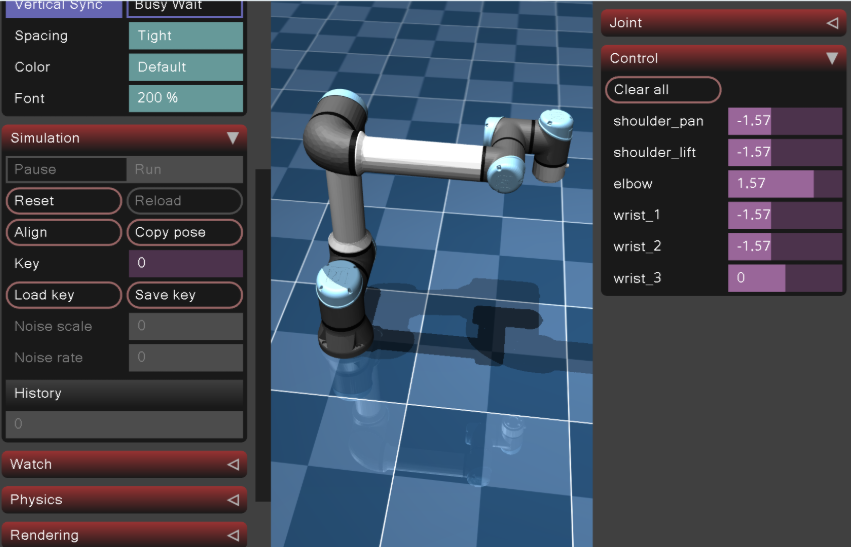 Vertical Sync Busy Wait
Spacing Tight
Color Default
Font 200 %
Simulation
Pause Run
Reset Reload
Align Copy pose
Key 0
Load key Save key
Noise scale 0
Noise rate 0
History
0
Watch
Physics
Rendering
Joint
Control
Clear all
shoulder_pan -1.57
shoulder_lift -1.57
elbow 1.57
wrist_1 -1.57
wrist_2 -1.57
wrist_3 0